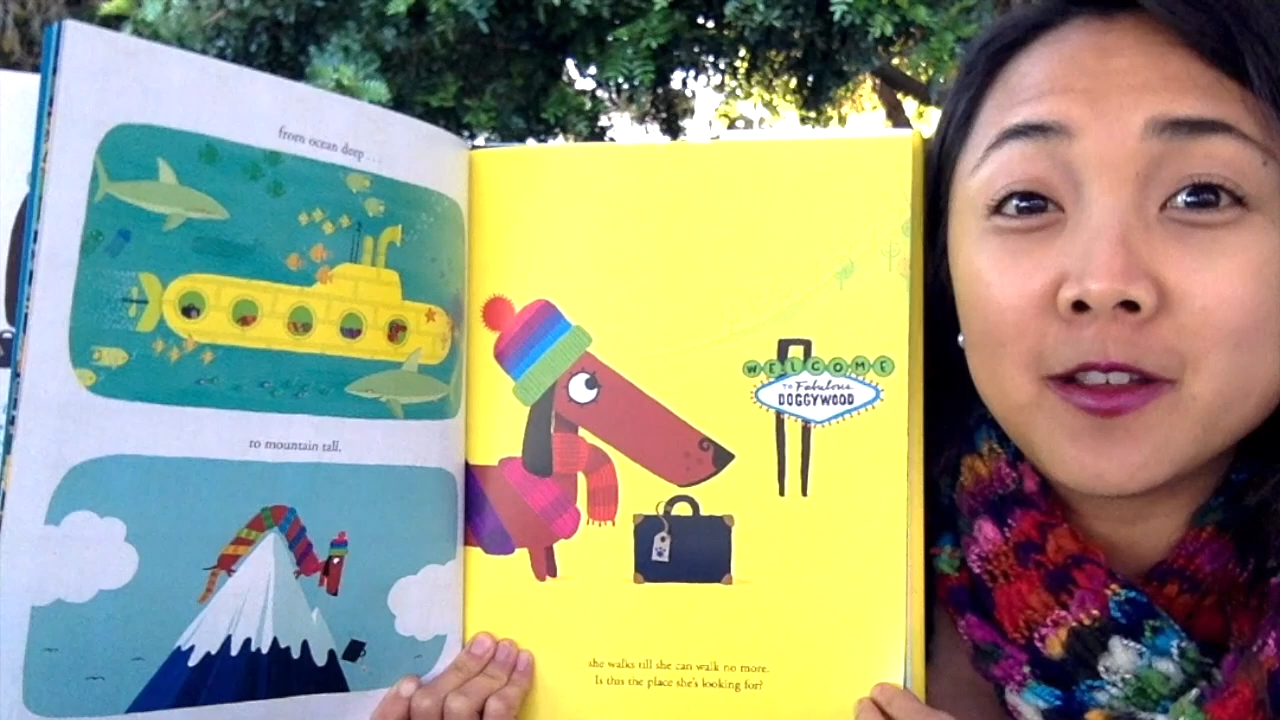 from ocean deep . . .
to mountain tall.
WELCOME
TO Fabulous
DOGGYWOOD
she walks till she can walk no more.
Is this the place she's looking for?